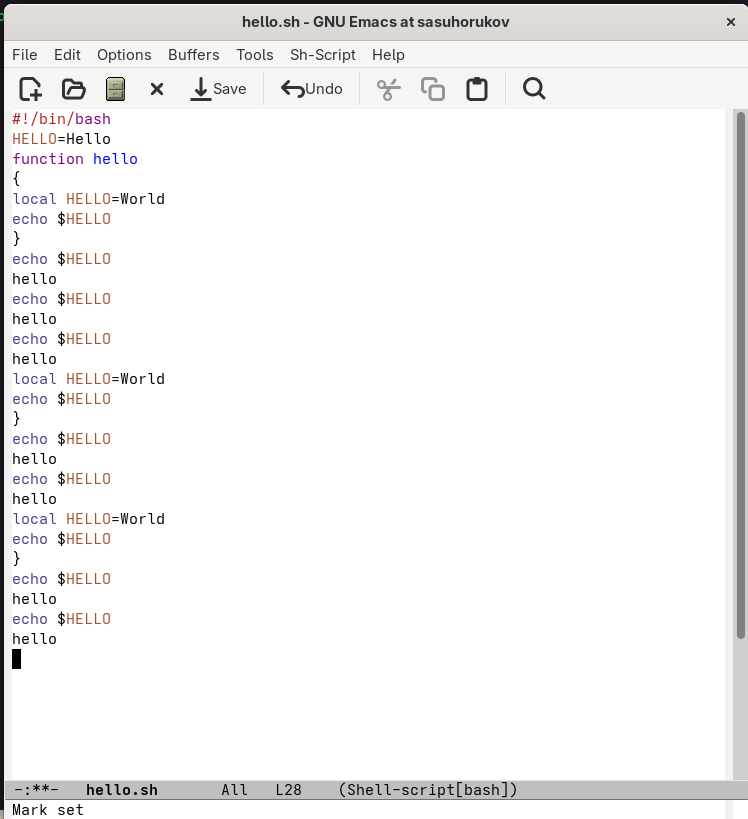 hello.sh - GNU Emacs at sasuhorukov
File Edit Options Buffers Tools Sh-Script Help
Save Undo
#!/bin/bash
HELLO=Hello
function hello
{
local HELLO=World
echo $HELLO
}
echo $HELLO
hello
echo $HELLO
hello
echo $HELLO
hello
local HELLO=World
echo $HELLO
}
echo $HELLO
hello
echo $HELLO
hello
local HELLO=World
echo $HELLO
}
echo $HELLO
hello
echo $HELLO
hello
-:**- hello.sh All L28 (Shell-script[bash])
Mark set